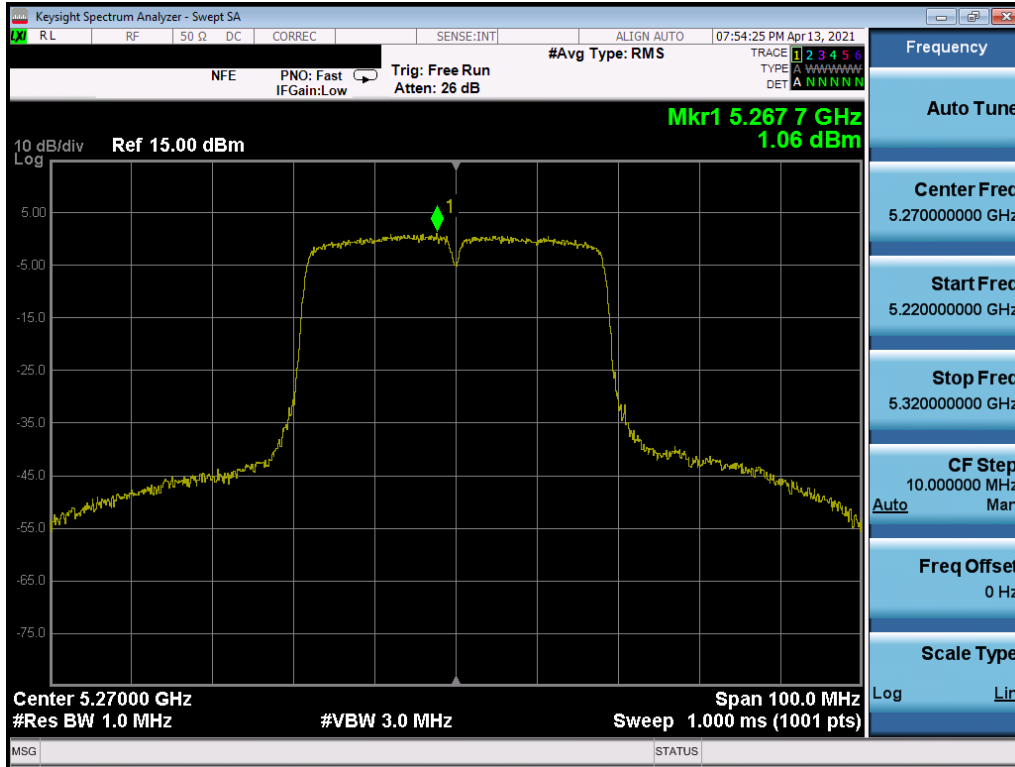 Keysight Spectrum Analyzer - Swept SA
LXI RL RF 50 Ω DC CORREC SENSE:INT ALIGN AUTO 07:54:25 PM Apr 13, 2021
NFE PNO: Fast Trig: Free Run #Avg Type: RMS TRACE 1 2 3 4 5 6
IFGain:Low Atten: 26 dB TYPE A WWWWW
DET A N N N N N
Mkr1 5.267 7 GHz
1.06 dBm
10 dB/div Ref 15.00 dBm
Log
1
5.00
-5.00
-15.0
-25.0
-35.0
-45.0
-55.0
-65.0
-75.0
Center 5.27000 GHz Span 100.0 MHz
#Res BW 1.0 MHz #VBW 3.0 MHz Sweep 1.000 ms (1001 pts)
MSG STATUS
Frequency
Auto Tune
Center Freq
5.270000000 GHz
Start Freq
5.220000000 GHz
Stop Freq
5.320000000 GHz
CF Step
10.000000 MHz
Auto Man
Freq Offset
0 Hz
Scale Type
Log Lin